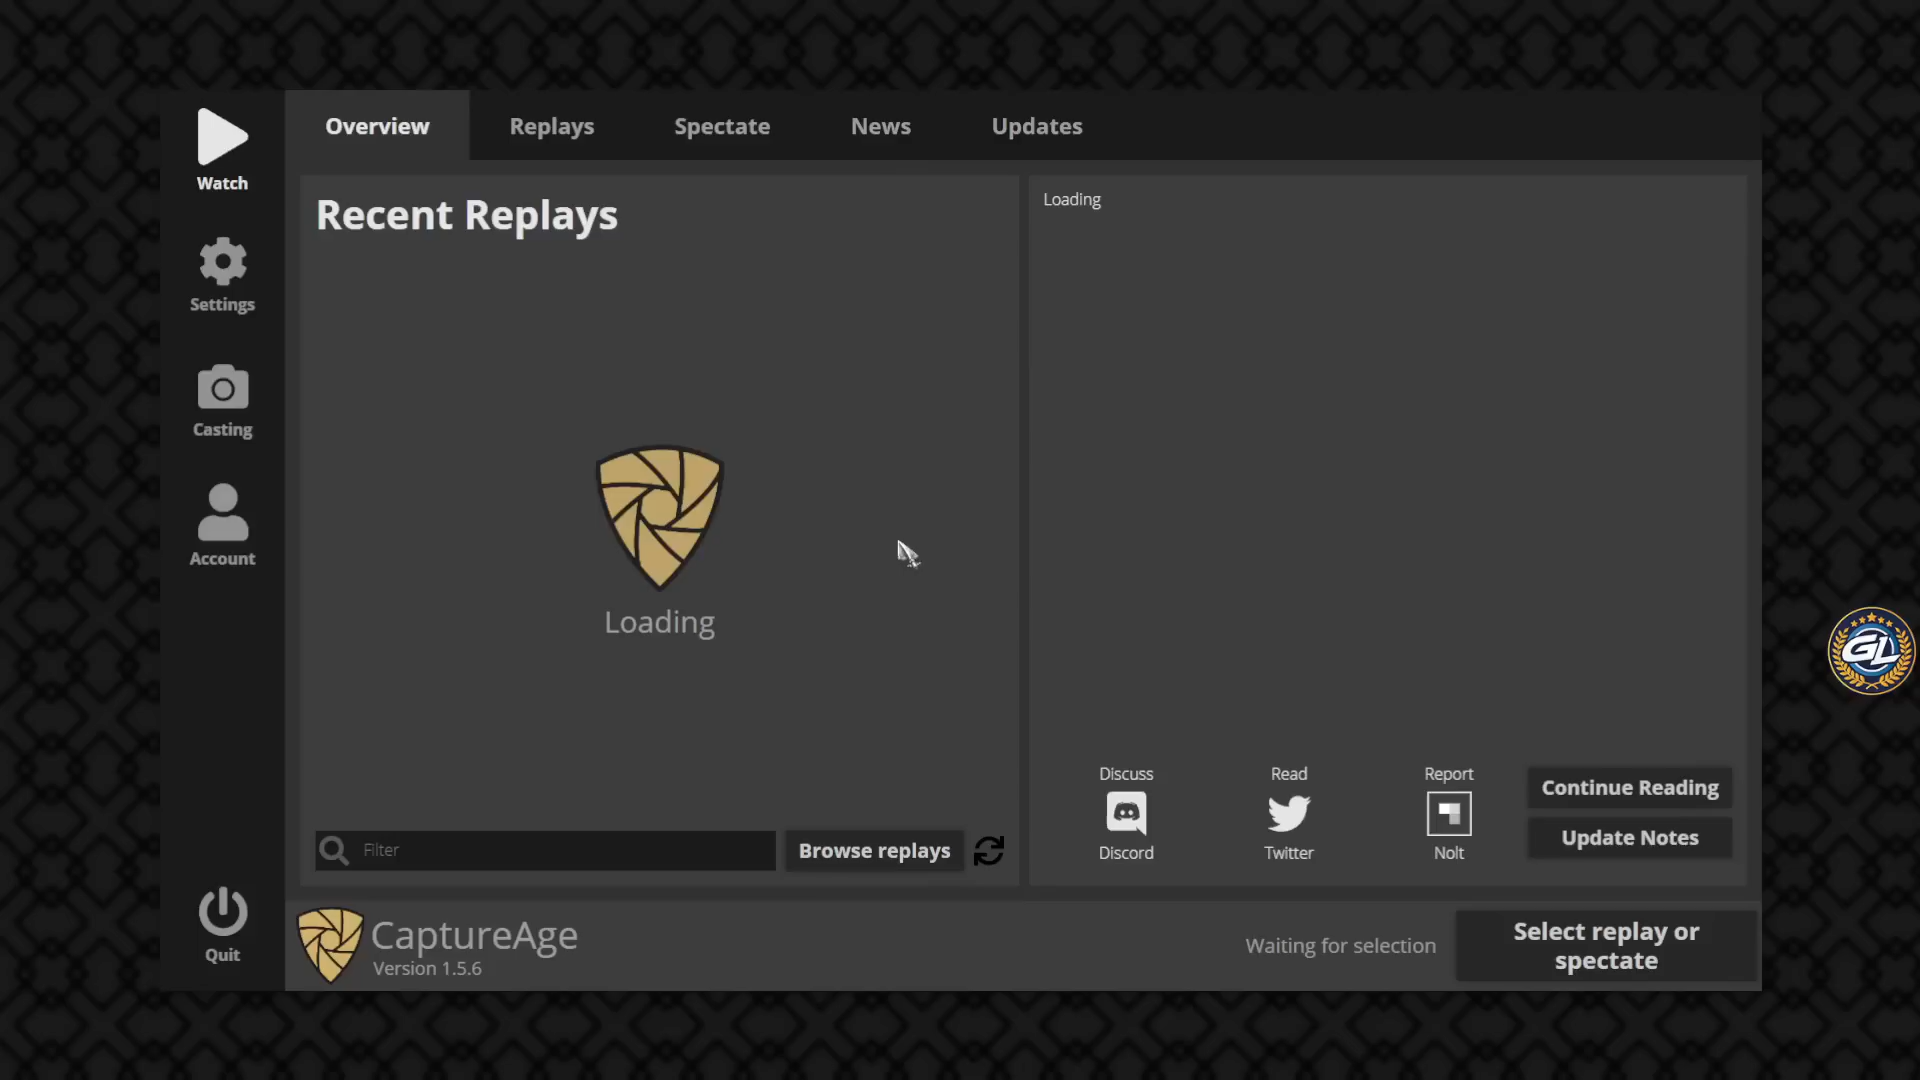 Overview
Replays
Spectate
News
Updates
Watch
Settings
Casting
Account
Quit
Recent Replays
Loading
Filter
Browse replays
Loading
Discuss
Discord
Read
Twitter
Report
Nolt
Continue Reading
Update Notes
CaptureAge
Version 1.5.6
Waiting for selection
Select replay or
spectate
GL